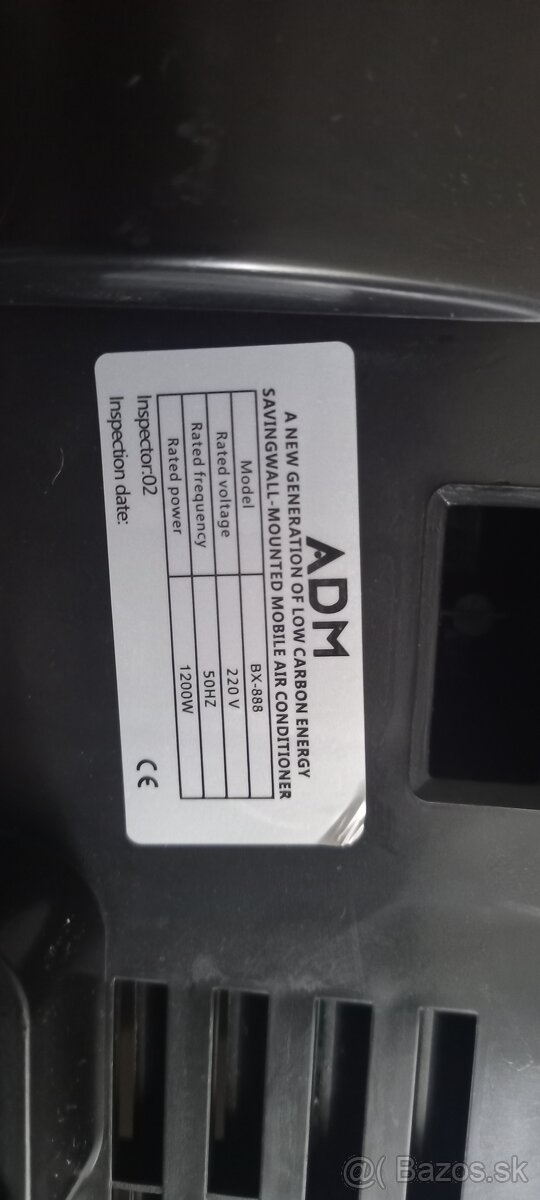 ADM
A NEW GENERATION OF LOW CARBON ENERGY
SAVINGWALL-MOUNTED MOBILE AIR CONDITIONER
Model BX-888
Rated voltage 220 V
Rated frequency 50HZ
Rated power 1200W
Inspector:02
Inspection date:
CE
@ Bazos.sk